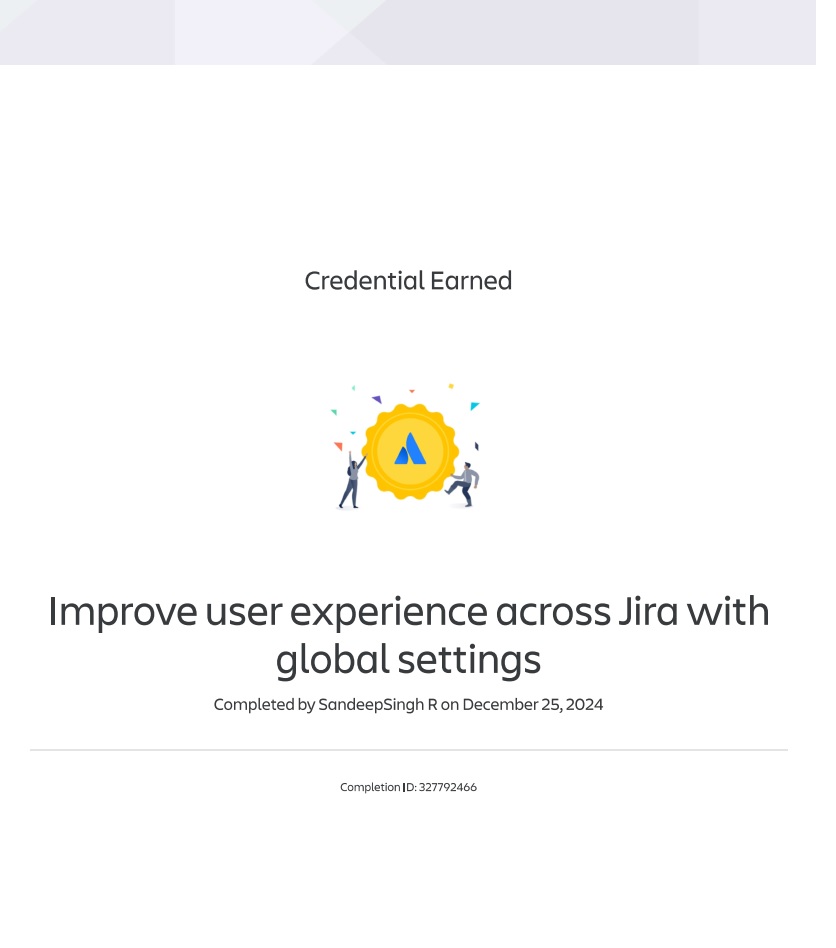 Credential Earned
Improve user experience across Jira with
global settings
Completed by SandeepSingh R on December 25, 2024
Completion ID: 327792466